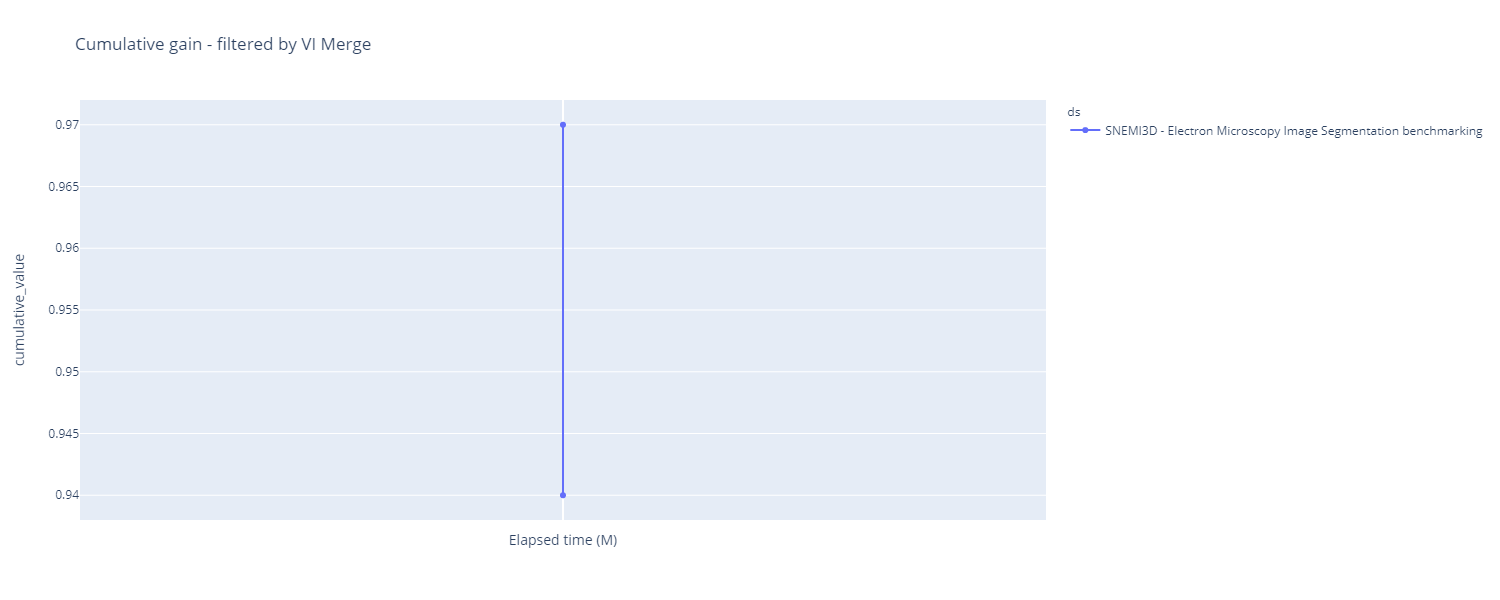 Cumulative gain - filtered by VI Merge
ds
SNEMI3D - Electron Microscopy Image Segmentation benchmarking
cumulative_value
0.97
0.965
0.96
0.955
0.95
0.945
0.94
Elapsed time (M)